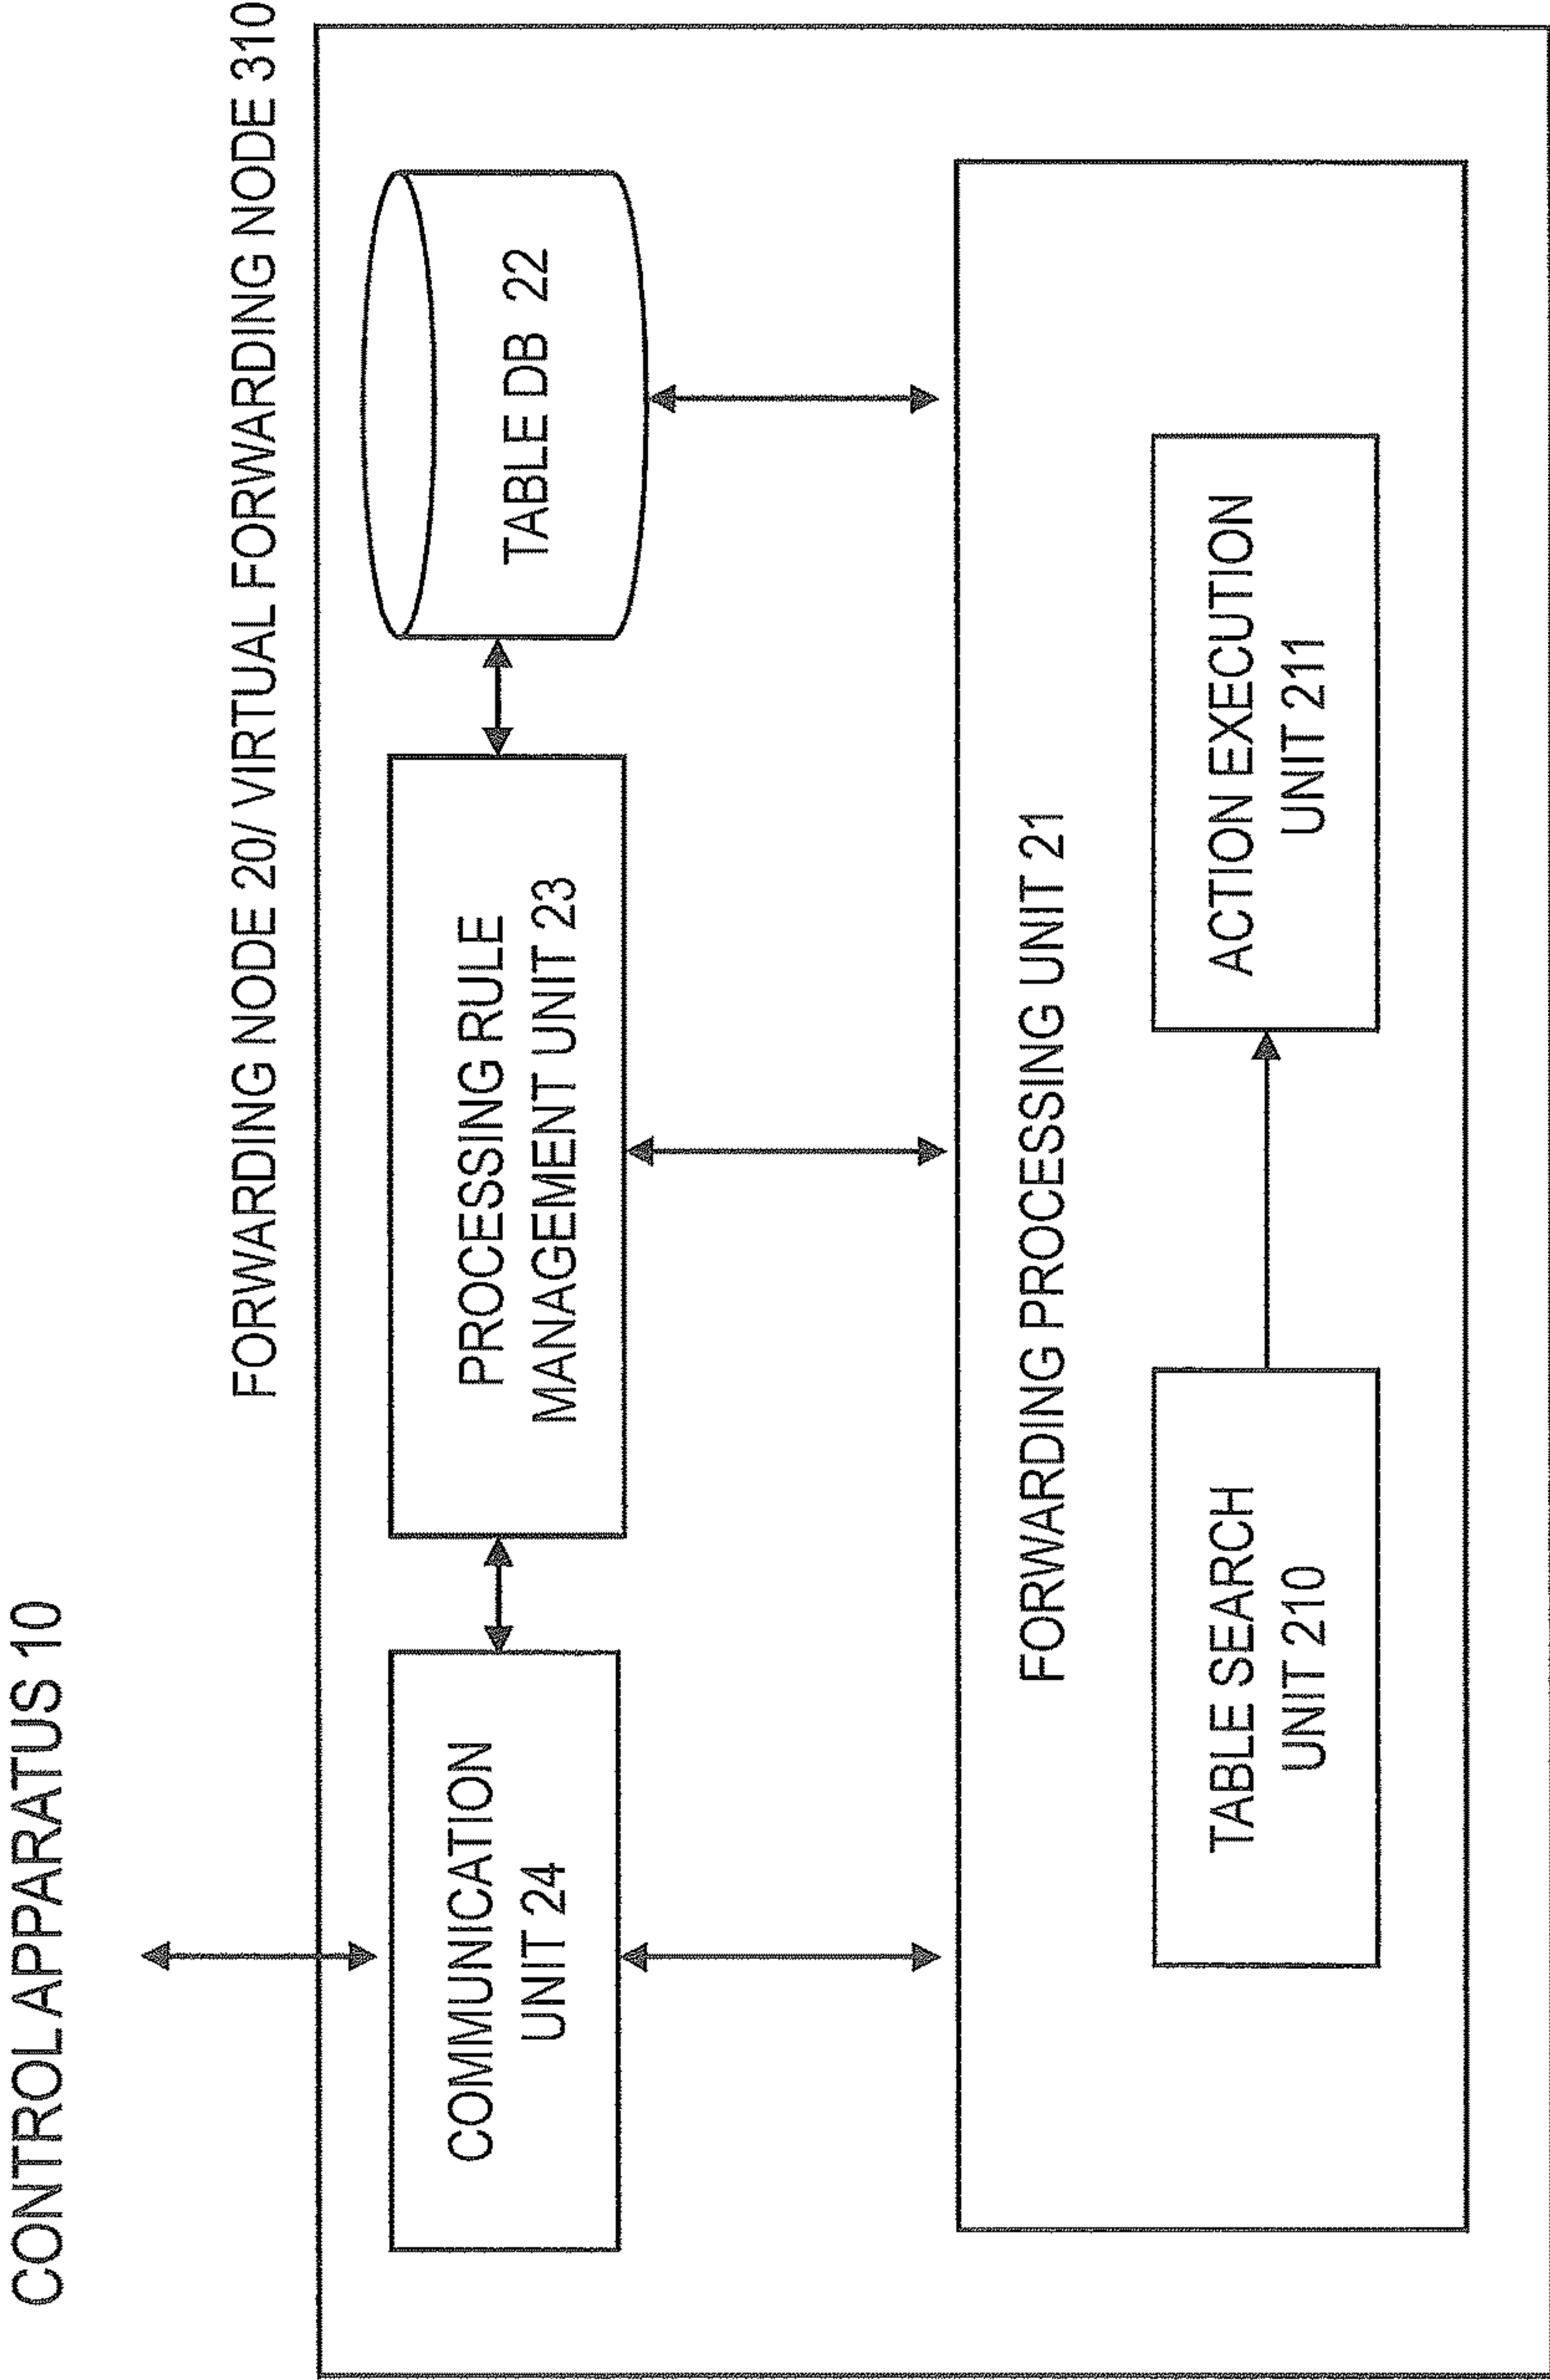 CONTROL APPARATUS 10
FORWARDING NODE 20/ VIRTUAL FORWARDING NODE 310
COMMUNICATION
UNIT 24
PROCESSING RULE
MANAGEMENT UNIT 23
TABLE DB 22
FORWARDING PROCESSING UNIT 21
TABLE SEARCH
UNIT 210
ACTION EXECUTION
UNIT 211